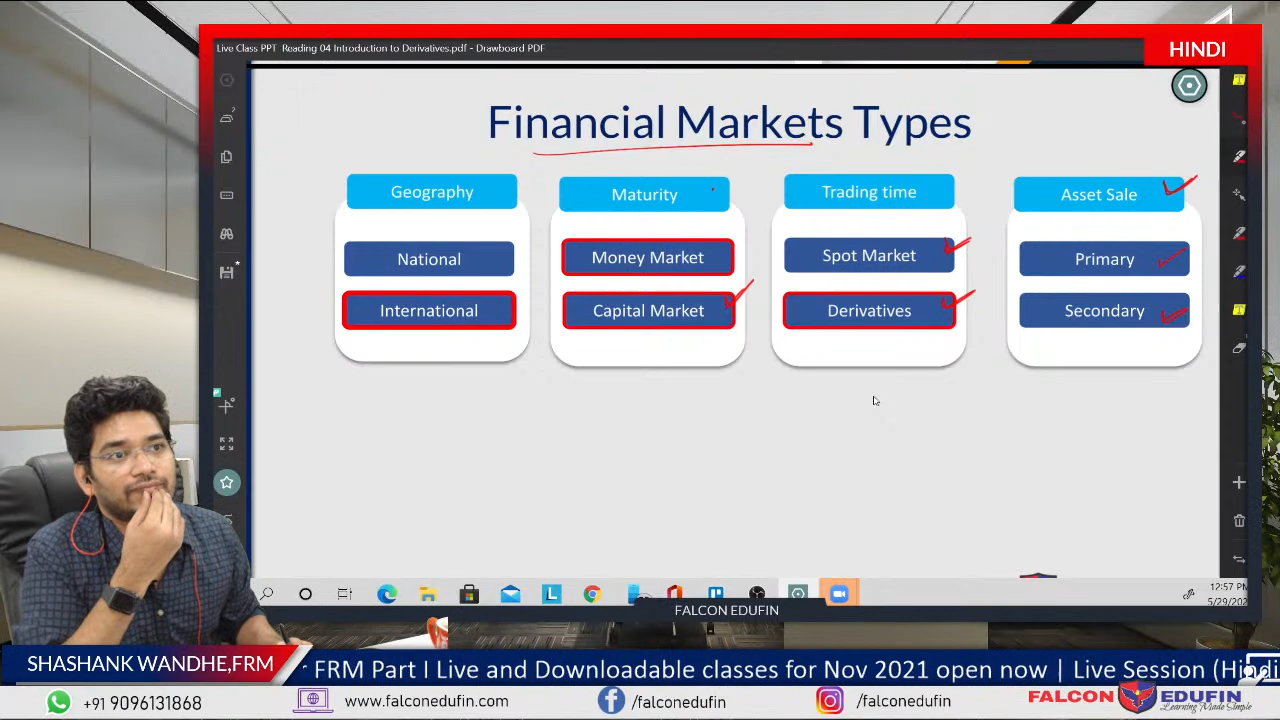 Live Class PPT Reading 04 Introduction to Derivatives.pdf - Drawboard PDF
HINDI
Financial Markets Types
Geography
Maturity
Trading time
Asset Sale
National
Money Market
Spot Market
Primary
International
Capital Market
Derivatives
Secondary
12:57 PM
5/29/202
FALCON EDUFIN
SHASHANK WANDHE,FRM
r FRM Part I Live and Downloadable classes for Nov 2021 open now | Live Session (Hindi
+91 9096131868
www.falconedufin.com
/falconedufin
/falconedufin
FALCON EDUFIN
Learning Made Simple